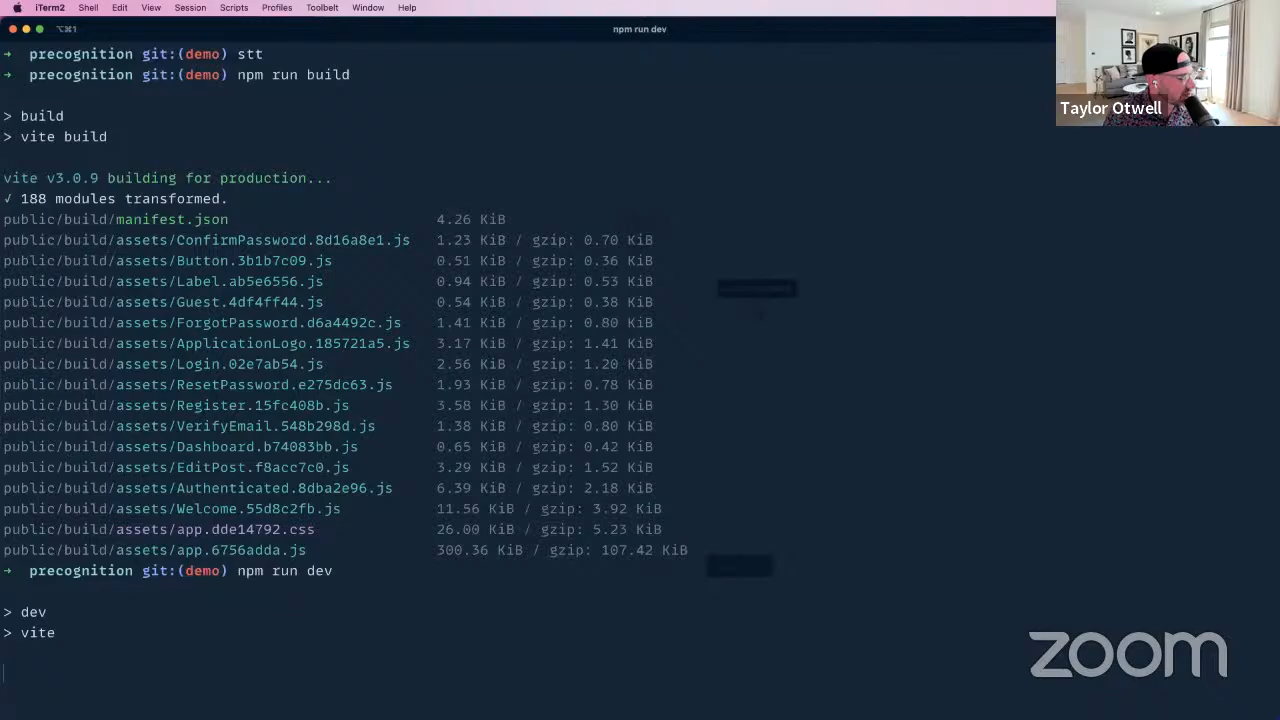 iTerm2 Shell Edit View Session Scripts Profiles Toolbelt Window Help
⌥⌘1 npm run dev
→ precognition git:(demo) stt
→ precognition git:(demo) npm run build
> build
> vite build
vite v3.0.9 building for production...
✓ 188 modules transformed.
public/build/manifest.json 4.26 KiB
public/build/assets/ConfirmPassword.8d16a8e1.js 1.23 KiB / gzip: 0.70 KiB
public/build/assets/Button.3b1b7c09.js 0.51 KiB / gzip: 0.36 KiB
public/build/assets/Label.ab5e6556.js 0.94 KiB / gzip: 0.53 KiB
public/build/assets/Guest.4df4ff44.js 0.54 KiB / gzip: 0.38 KiB
public/build/assets/ForgotPassword.d6a4492c.js 1.41 KiB / gzip: 0.80 KiB
public/build/assets/ApplicationLogo.185721a5.js 3.17 KiB / gzip: 1.41 KiB
public/build/assets/Login.02e7ab54.js 2.56 KiB / gzip: 1.20 KiB
public/build/assets/ResetPassword.e275dc63.js 1.93 KiB / gzip: 0.78 KiB
public/build/assets/Register.15fc408b.js 3.58 KiB / gzip: 1.30 KiB
public/build/assets/VerifyEmail.548b298d.js 1.38 KiB / gzip: 0.80 KiB
public/build/assets/Dashboard.b74083bb.js 0.65 KiB / gzip: 0.42 KiB
public/build/assets/EditPost.f8acc7c0.js 3.29 KiB / gzip: 1.52 KiB
public/build/assets/Authenticated.8dba2e96.js 6.39 KiB / gzip: 2.18 KiB
public/build/assets/Welcome.55d8c2fb.js 11.56 KiB / gzip: 3.92 KiB
public/build/assets/app.dde14792.css 26.00 KiB / gzip: 5.23 KiB
public/build/assets/app.6756adda.js 300.36 KiB / gzip: 107.42 KiB
→ precognition git:(demo) npm run dev
> dev
> vite
Taylor Otwell
zoom